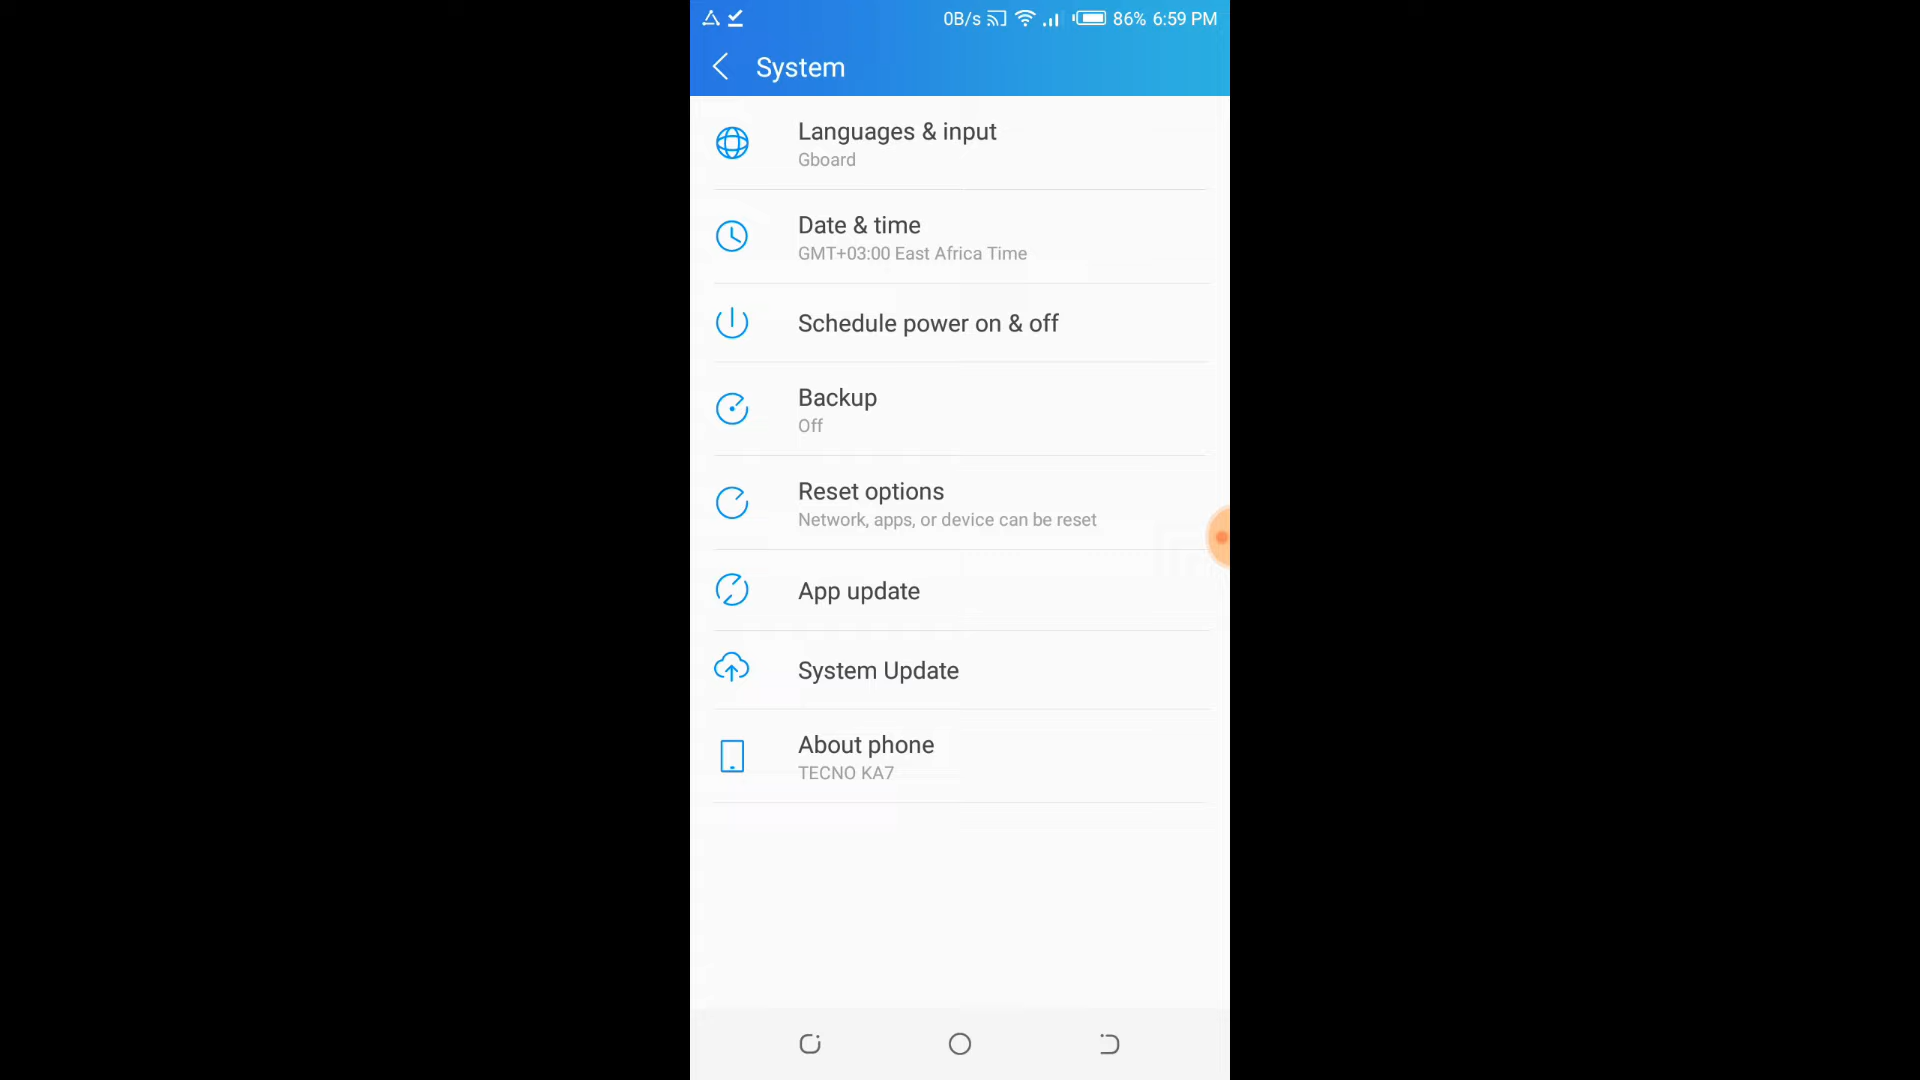 0B/s 86% 6:59 PM
System
Languages & input
Gboard
Date & time
GMT+03:00 East Africa Time
Schedule power on & off
Backup
Off
Reset options
Network, apps, or device can be reset
App update
System Update
About phone
TECNO KA7